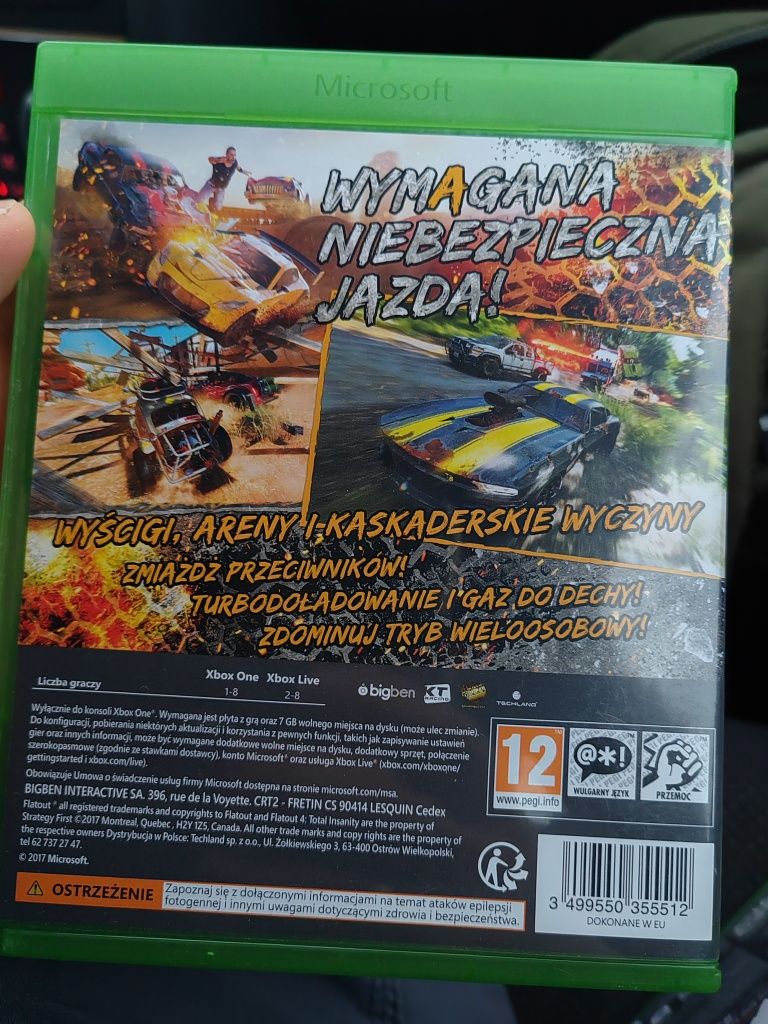 Microsoft
WYMAGANA
NIEBEZPIECZNA
JAZDA!
WYŚCIGI, ARENY I KASKADERSKIE WYCZYNY
ZMIAŻDŻ PRZECIWNIKÓW!
TURBODOŁADOWANIE I GAZ DO DECHY!
ZDOMINUJ TRYB WIELOOSOBOWY!
Xbox One Xbox Live
Liczba graczy 1-8 2-8
bigben KT RACING TECHLAND
Wyłącznie do konsoli Xbox One®. Wymagana jest płyta z grą oraz 7 GB wolnego miejsca na dysku (może ulec zmianie).
Do konfiguracji, pobierania niektórych aktualizacji i korzystania z pewnych funkcji, takich jak zapisywanie ustawień
gier oraz innych informacji, może być wymagane dodatkowe wolne miejsce na dysku, dodatkowy sprzęt, połączenie
szerokopasmowe (zgodnie ze stawkami dostawcy), konto Microsoft® oraz usługa Xbox Live® (xbox.com/xboxone/
gettingstarted i xbox.com/live).
Obowiązuje Umowa o świadczenie usług firmy Microsoft dostępna na stronie microsoft.com/msa.
BIGBEN INTERACTIVE SA. 396, rue de la Voyette. CRT2 - FRETIN CS 90414 LESQUIN Cedex
Flatout ® all registered trademarks and copyrights to Flatout and Flatout 4: Total Insanity are the property of
Strategy First ©2017 Montreal, Quebec , H2Y 1Z5, Canada. All other trade marks and copy rights are the property of
the respective owners Dystrybucja w Polsce: Techland sp. z o.o., Ul. Żółkiewskiego 3, 63-400 Ostrów Wielkopolski,
tel 62 737 27 47.
© 2017 Microsoft.
12
www.pegi.info
@*!
WULGARNY JĘZYK
PRZEMOC
OSTRZEŻENIE
Zapoznaj się z dołączonymi informacjami na temat ataków epilepsji
fotogennej i innymi uwagami dotyczącymi zdrowia i bezpieczeństwa.
3 499550 355512
DOKONANE W EU